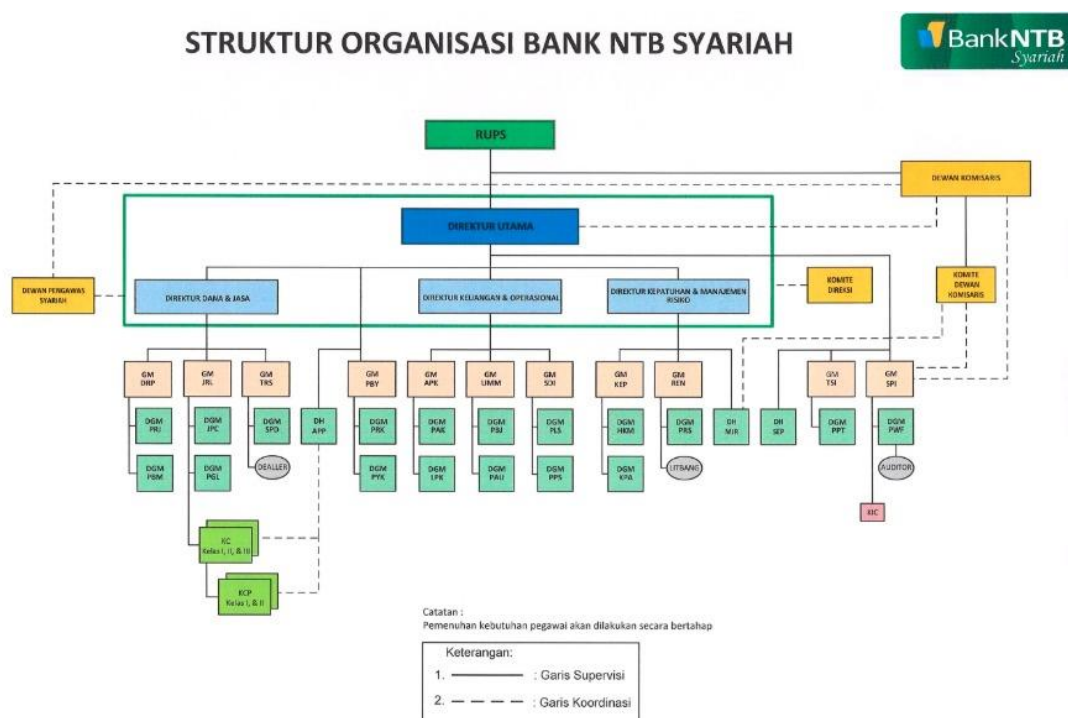 STRUKTUR ORGANISASI BANK NTB SYARIAH
BankNTB
Syariah
RUPS
DEWAN KOMISARIS
DIREKTUR UTAMA
DEWAN PENGAWAS
SYARIAH
DIREKTUR DANA & JASA
DIREKTUR KEUANGAN & OPERASIONAL
DIREKTUR KEPATUHAN & MANAJEMEN
RISIKO
KOMITE
DIREKSI
KOMITE
DEWAN
KOMISARIS
GM
DRP
GM
JRL
GM
TRS
GM
PBY
GM
APK
GM
UMM
GM
SDI
GM
KEP
GM
REN
GM
TSI
GM
SPI
DGM
PRJ
DGM
JPC
DGM
SPD
DH
APP
DGM
PRK
DGM
PAK
DGM
PBJ
DGM
PLS
DGM
HKM
DGM
PRS
DH
MJR
DH
SEP
DGM
PPT
DGM
PWF
DGM
PBM
DGM
PGL
DEALLER
DGM
PYK
DGM
LPK
DGM
PAU
DGM
PPS
DGM
KPA
LITBANG
AUDITOR
KIC
KC
Kelas I, II, & III
KCP
Kelas I, & II
Catatan :
Pemenuhan kebutuhan pegawai akan dilakukan secara bertahap
Keterangan:
1. : Garis Supervisi
2. : Garis Koordinasi